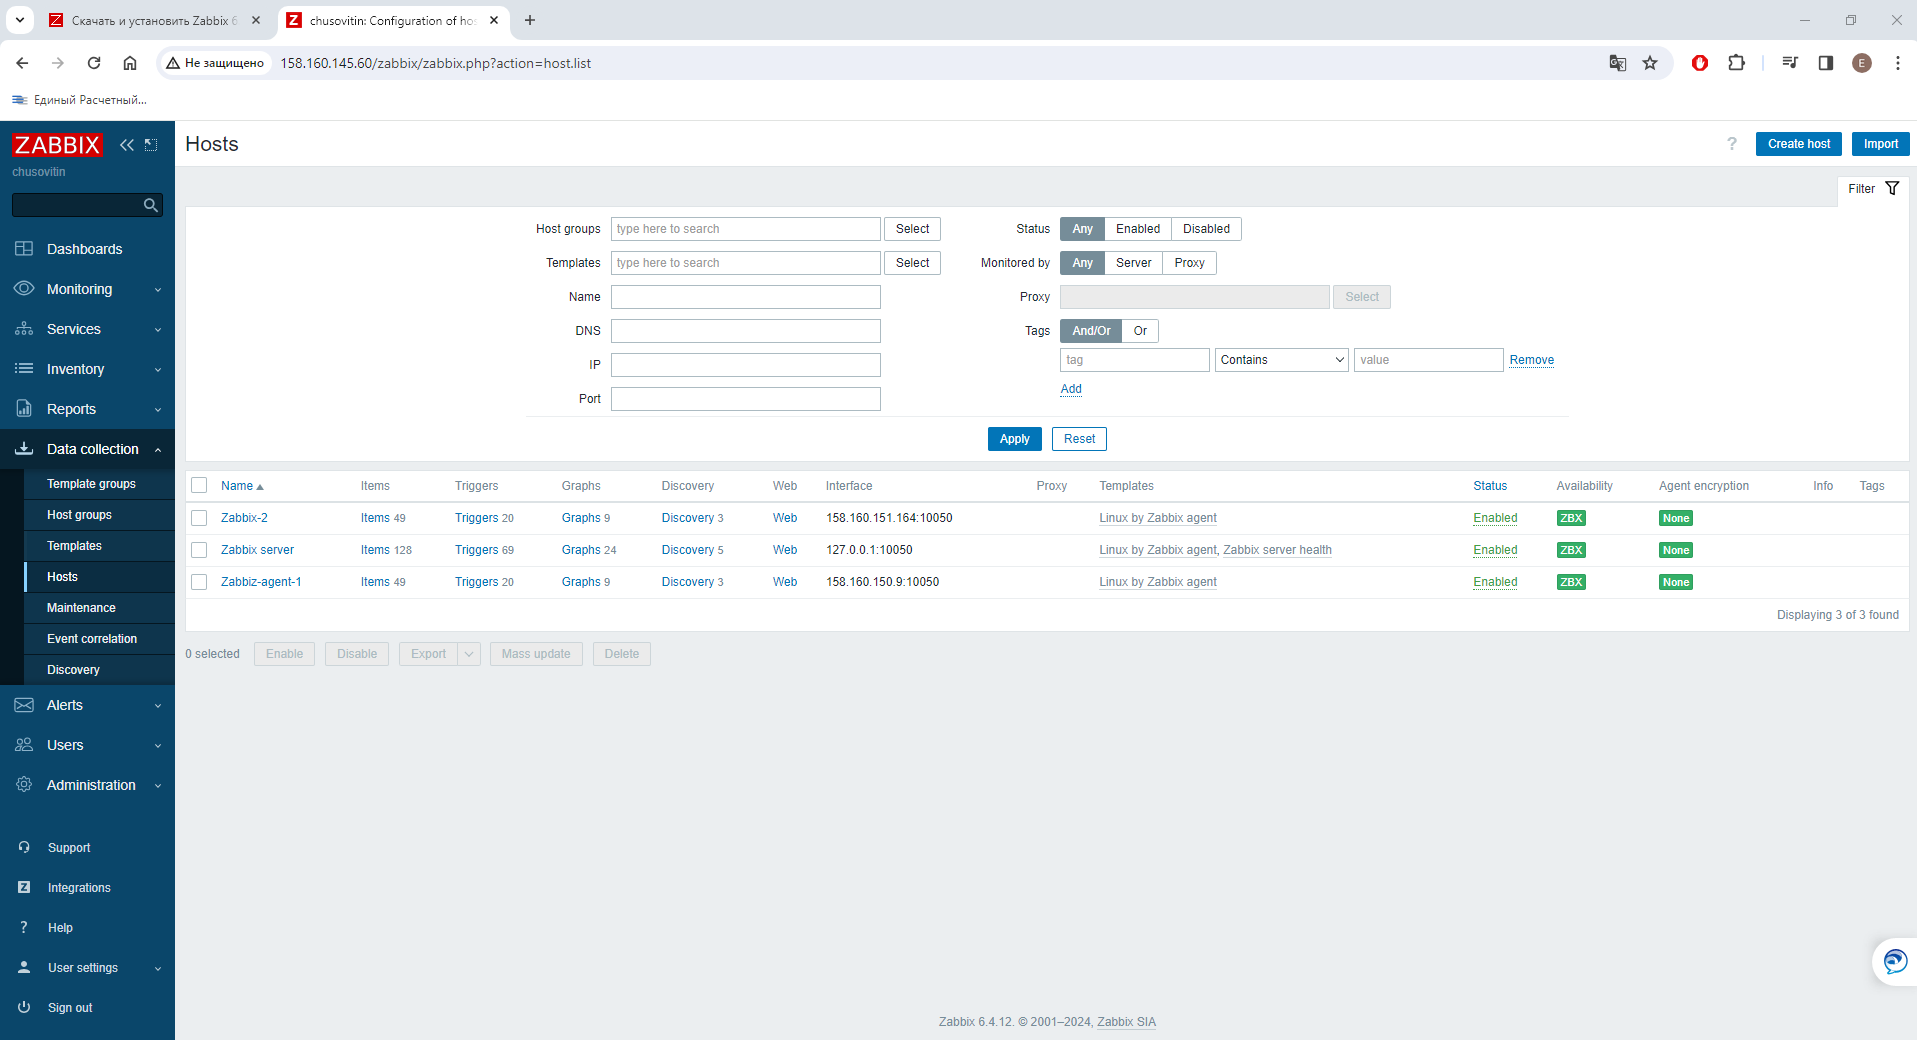 Скачать и установить Zabbix 6
chusovitin: Configuration of hos
Не защищено
158.160.145.60/zabbix/zabbix.php?action=host.list
E
Единый Расчетный...
ZABBIX
chusovitin
Dashboards
Monitoring
Services
Inventory
Reports
Data collection
Template groups
Host groups
Templates
Hosts
Maintenance
Event correlation
Discovery
Alerts
Users
Administration
Support
Integrations
Help
User settings
Sign out
Hosts
? Create host Import
Filter
Host groups type here to search Select Status Any Enabled Disabled
Templates type here to search Select Monitored by Any Server Proxy
Name Proxy Select
DNS Tags And/Or Or
IP tag Contains value Remove
Port Add
Apply Reset
Name Items Triggers Graphs Discovery Web Interface Proxy Templates Status Availability Agent encryption Info Tags
Zabbix-2 Items 49 Triggers 20 Graphs 9 Discovery 3 Web 158.160.151.164:10050 Linux by Zabbix agent Enabled ZBX None
Zabbix server Items 128 Triggers 69 Graphs 24 Discovery 5 Web 127.0.0.1:10050 Linux by Zabbix agent, Zabbix server health Enabled ZBX None
Zabbiz-agent-1 Items 49 Triggers 20 Graphs 9 Discovery 3 Web 158.160.150.9:10050 Linux by Zabbix agent Enabled ZBX None
Displaying 3 of 3 found
0 selected Enable Disable Export Mass update Delete
Zabbix 6.4.12. © 2001–2024, Zabbix SIA